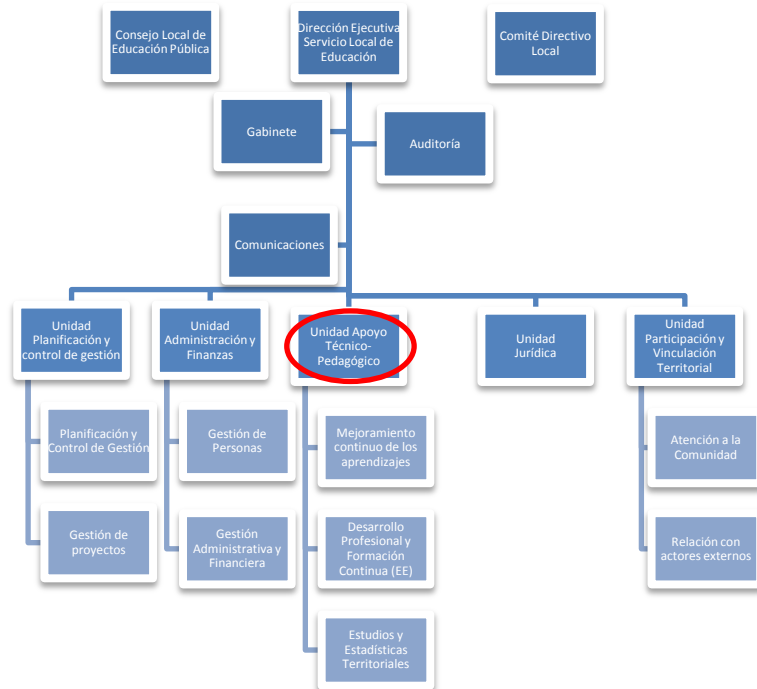 Consejo Local de
Educación Pública
Dirección Ejecutiva
Servicio Local de
Educación
Comité Directivo
Local
Gabinete
Auditoría
Comunicaciones
Unidad
Planificación y
control de gestión
Unidad
Administración y
Finanzas
Unidad Apoyo
Técnico-
Pedagógico
Unidad
Jurídica
Unidad
Participación y
Vinculación
Territorial
Planificación y
Control de Gestión
Gestión de
proyectos
Gestión de
Personas
Gestión
Administrativa y
Financiera
Mejoramiento
continuo de los
aprendizajes
Desarrollo
Profesional y
Formación
Continua (EE)
Estudios y
Estadísticas
Territoriales
Atención a la
Comunidad
Relación con
actores externos